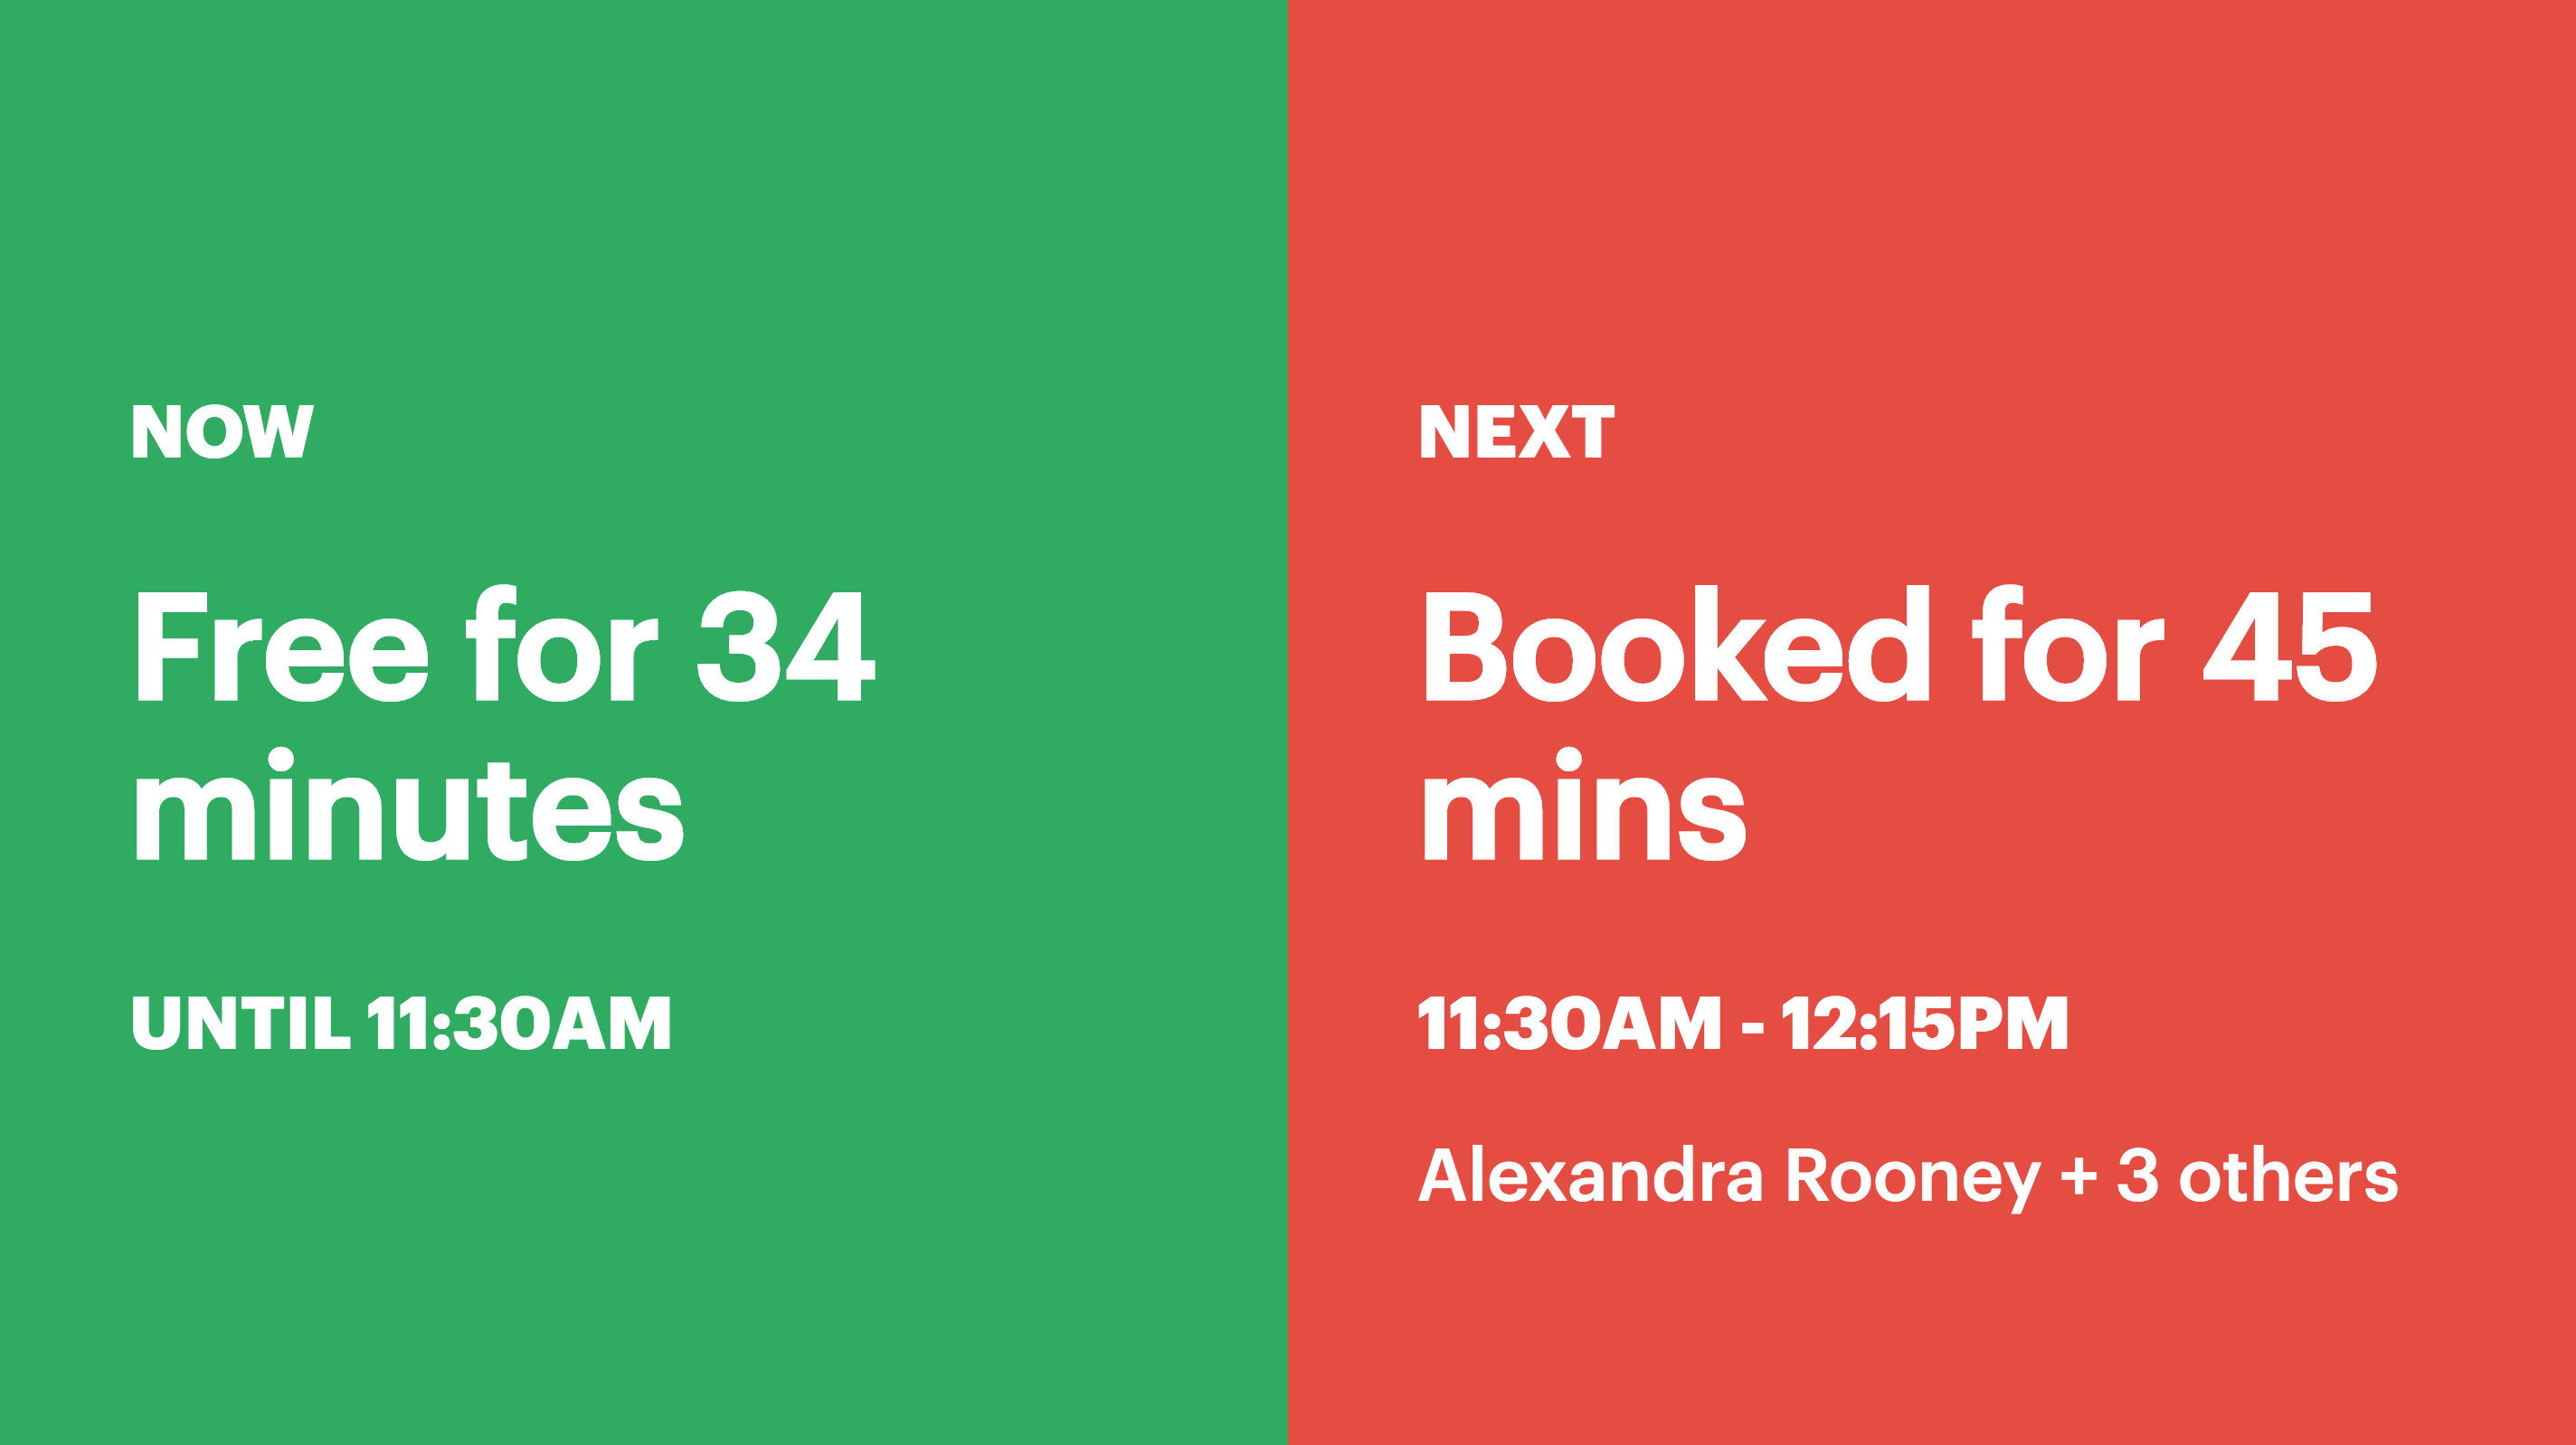 NOW
Free for 34
minutes
UNTIL 11:30AM
NEXT
Booked for 45
mins
11:30AM - 12:15PM
Alexandra Rooney + 3 others